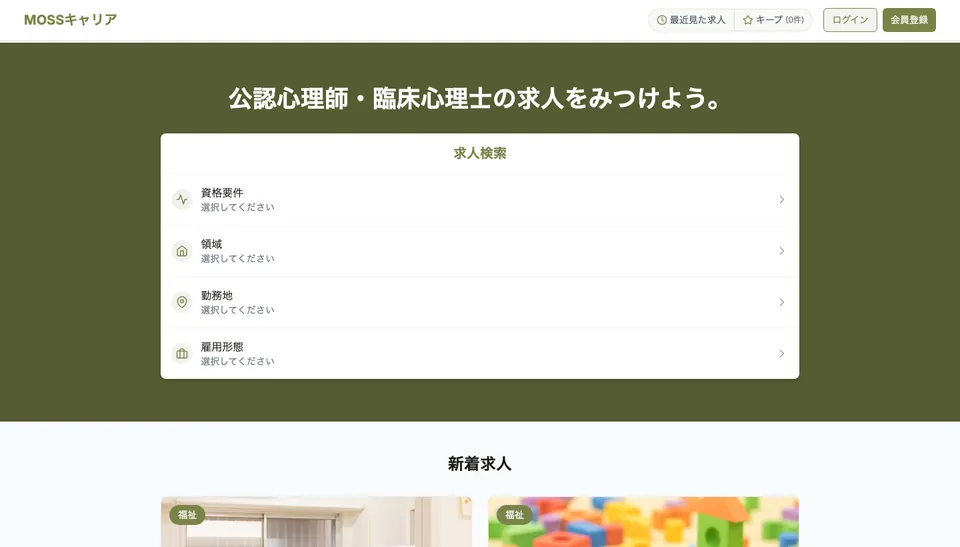 MOSSキャリア
最近見た求人
キープ (0件)
ログイン
会員登録
公認心理師・臨床心理士の求人をみつけよう。
求人検索
資格要件
選択してください
領域
選択してください
勤務地
選択してください
雇用形態
選択してください
新着求人
福祉
福祉